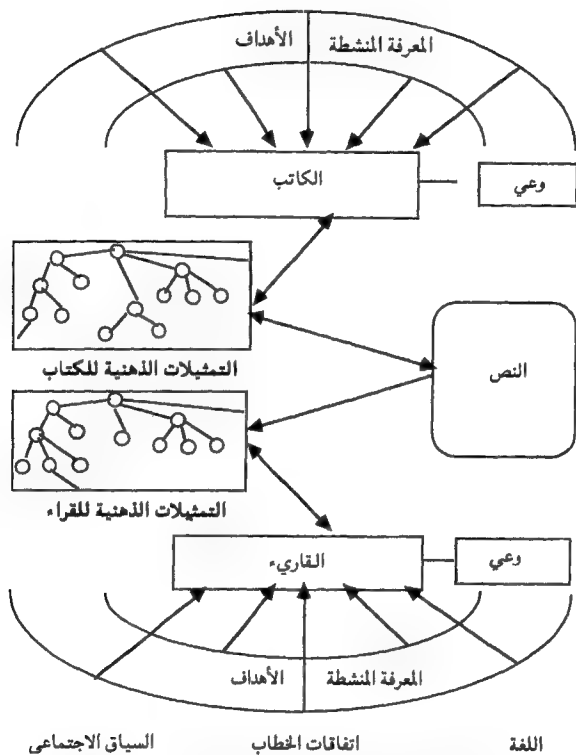 المعرفة المنشطة
الأهداف
الكاتب
وعي
التمثيلات الذهنية للكتاب
النص
التمثيلات الذهنية للقراء
القاريء
وعي
المعرفة المنشطة
الأهداف
اللغة
اتفاقات الخطاب
السياق الاجتماعي